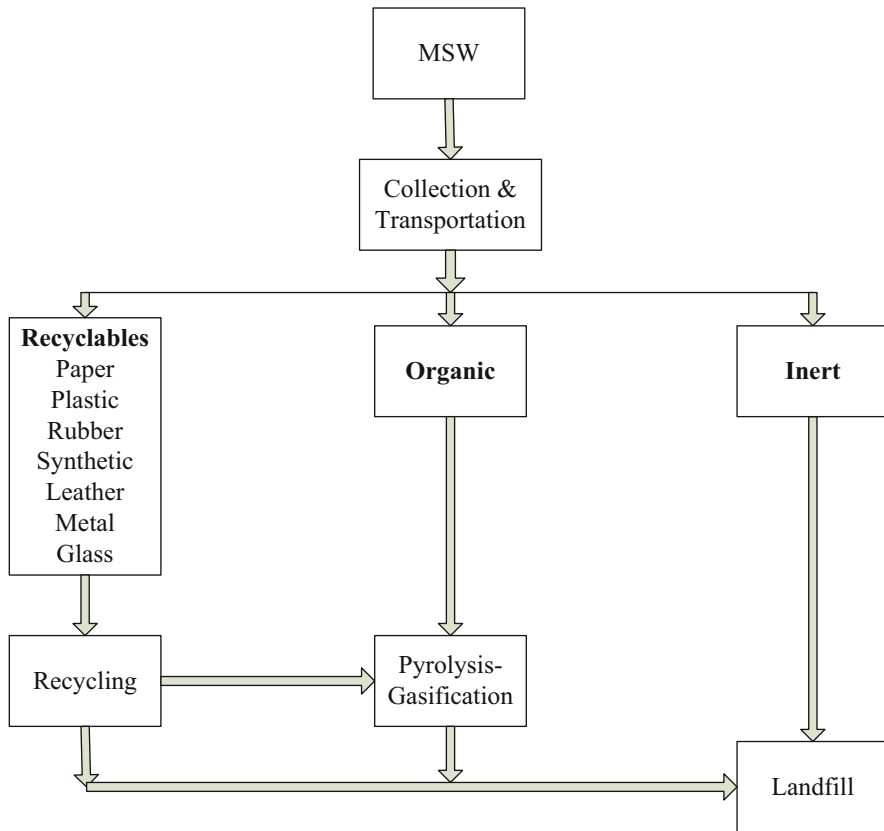 MSW
Collection &
Transportation
Recyclables
Paper
Plastic
Rubber
Synthetic
Leather
Metal
Glass
Organic
Inert
Recycling
Pyrolysis-
Gasification
Landfill